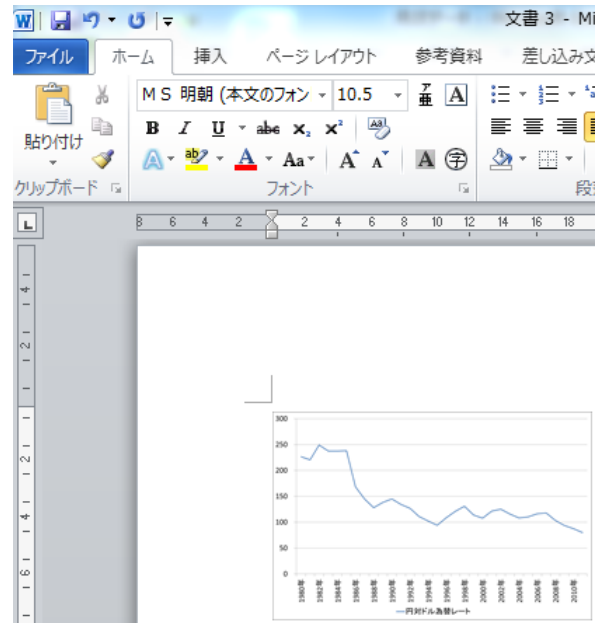 文書 3 - Mi
ファイル ホーム 挿入 ページ レイアウト 参考資料 差し込み文
ＭＳ 明朝 (本文のフォン 10.5 ア亜 A
貼り付け B I U abc x₂ x² A
ab A Aa A A A 字
クリップボード フォント 段
L 8 6 4 2 2 4 6 8 10 12 14 16 18
4
2
2
4
6
300
250
200
150
100
50
0
1980年 1982年 1984年 1986年 1988年 1990年 1992年 1994年 1996年 1998年 2000年 2002年 2004年 2006年 2008年 2010年
円対ドル為替レート